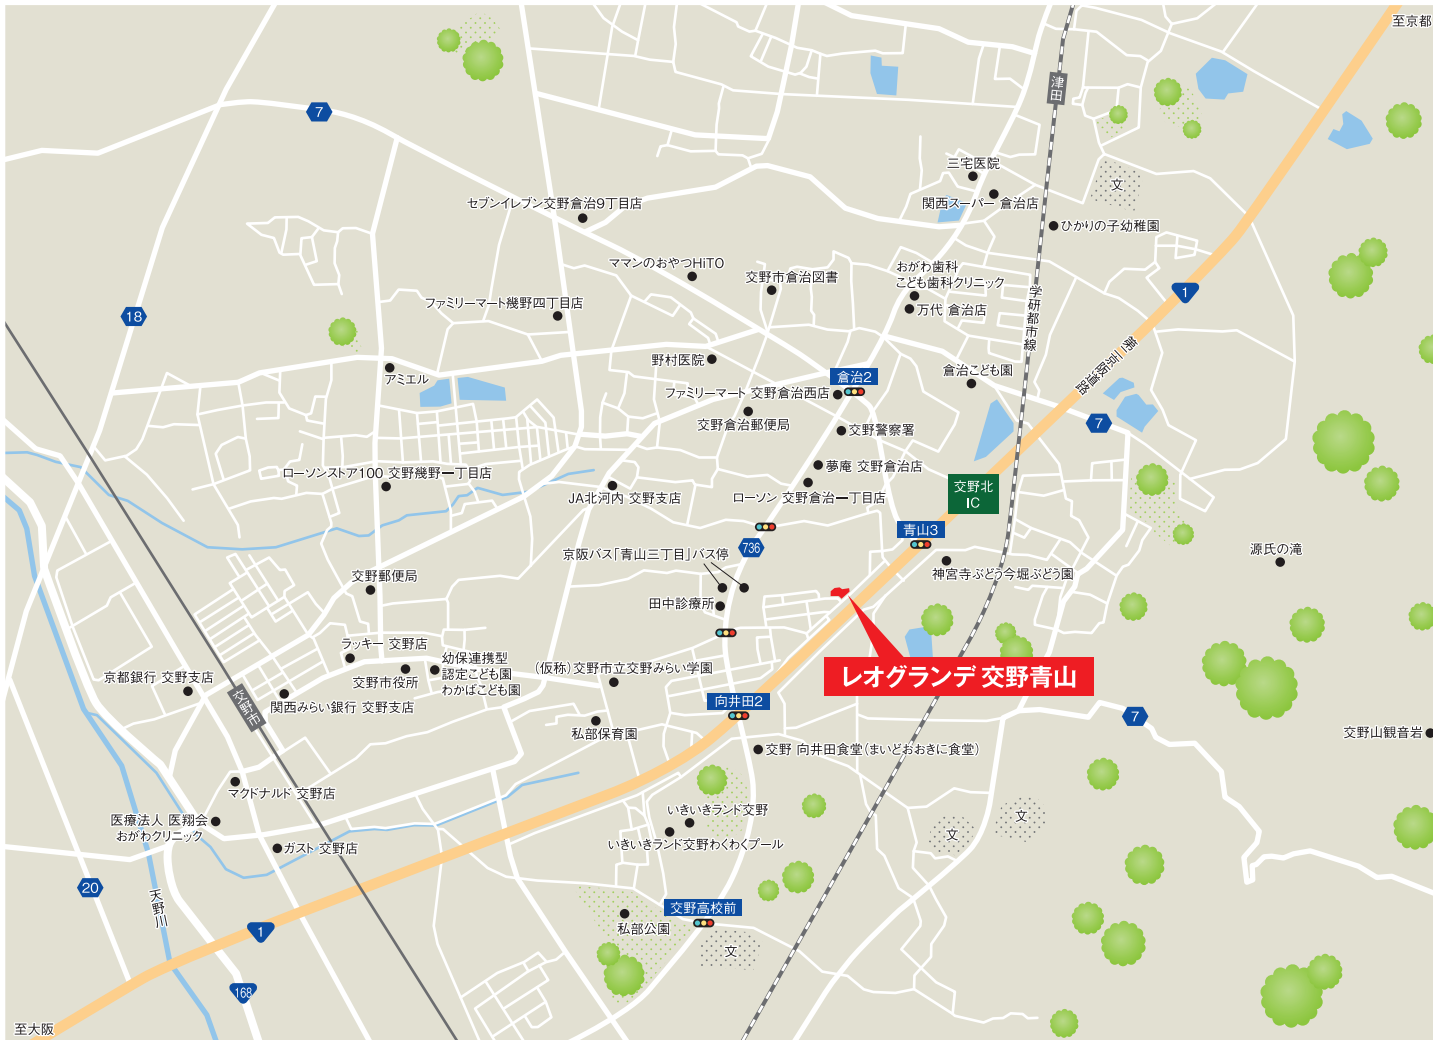 至京都
津田
7
三宅医院
文
関西スーパー 倉治店
セブンイレブン交野倉治9丁目店
ひかりの子幼稚園
ママンのおやつHiTO
交野市倉治図書
おがわ歯科
こども歯科クリニック
1
ファミリーマート幾野四丁目店
万代 倉治店
学研都市線
18
第二京阪道路
野村医院
倉治こども園
アミエル
倉治2
ファミリーマート 交野倉治西店
交野倉治郵便局
交野警察署
7
夢庵 交野倉治店
ローソンストア100 交野幾野一丁目店
JA北河内 交野支店
ローソン 交野倉治一丁目店
交野北
IC
青山3
736
京阪バス「青山三丁目」バス停
源氏の滝
交野郵便局
神宮寺ぶどう今堀ぶどう園
田中診療所
ラッキー 交野店
幼保連携型
認定こども園
わかばこども園
(仮称)交野市立交野みらい学園
レオグランデ 交野青山
京都銀行 交野支店
交野市役所
交野市
関西みらい銀行 交野支店
向井田2
7
私部保育園
交野山観音岩
交野 向井田食堂(まいどおおきに食堂)
マクドナルド 交野店
いきいきランド交野
医療法人 医翔会
おがわクリニック
いきいきランド交野わくわくプール
文
文
ガスト 交野店
20
天野川
交野高校前
私部公園
1
文
168
至大阪